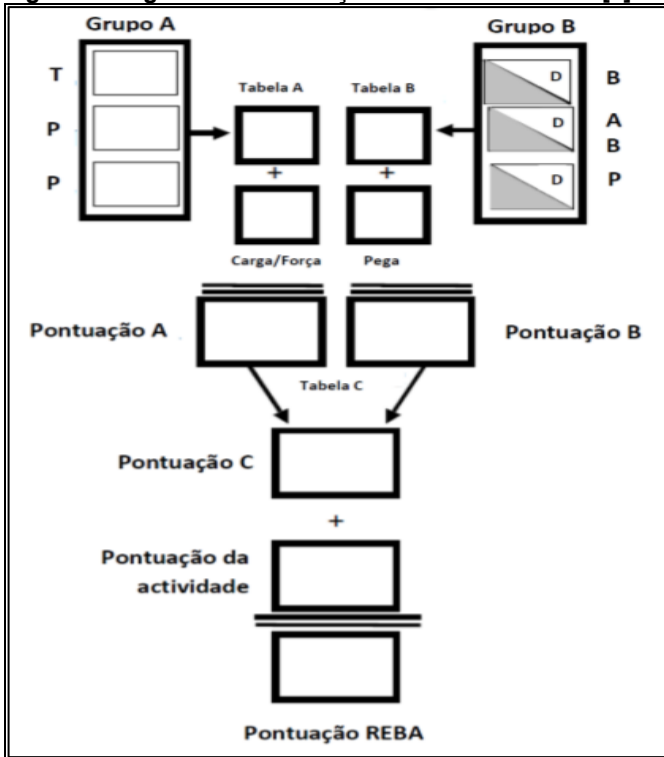 Grupo A
Grupo B
T
P
P
Tabela A
Tabela B
D
B
D
A
B
D
P
+
+
Carga/Força
Pega
Pontuação A
Pontuação B
Tabela C
Pontuação C
+
Pontuação da
actividade
Pontuação REBA